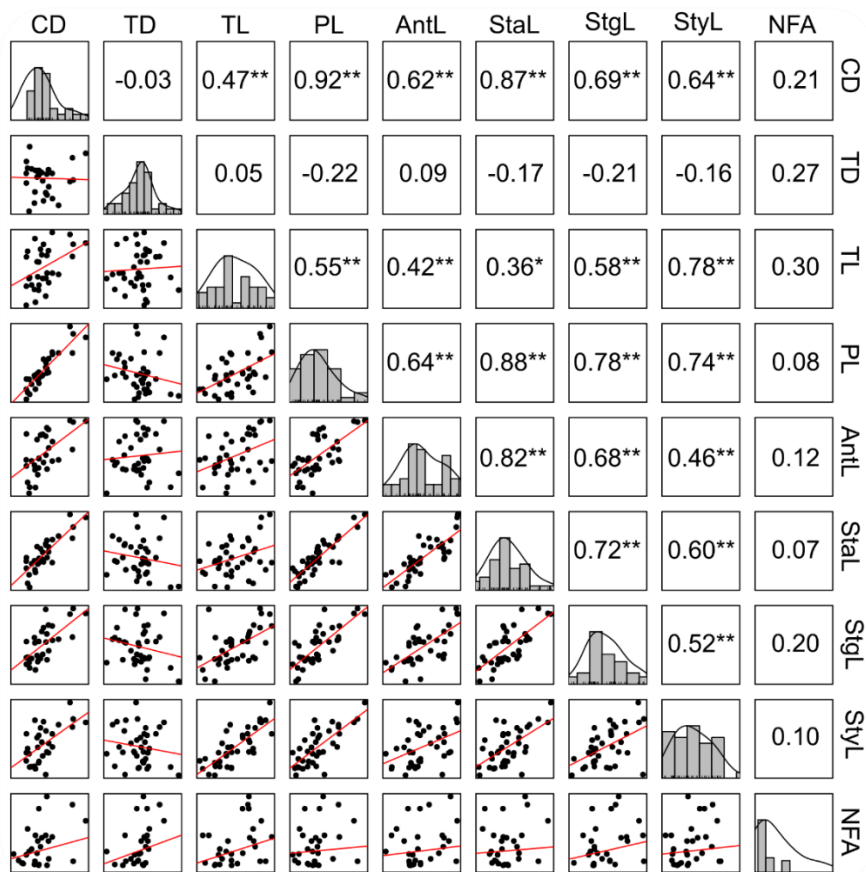 CD TD TL PL AntL StaL StgL StyL NFA
-0.03 0.47** 0.92** 0.62** 0.87** 0.69** 0.64** 0.21 CD
0.05 -0.22 0.09 -0.17 -0.21 -0.16 0.27 TD
0.55** 0.42** 0.36* 0.58** 0.78** 0.30 TL
0.64** 0.88** 0.78** 0.74** 0.08 PL
0.82** 0.68** 0.46** 0.12 AntL
0.72** 0.60** 0.07 StaL
0.52** 0.20 StgL
0.10 StyL
NFA